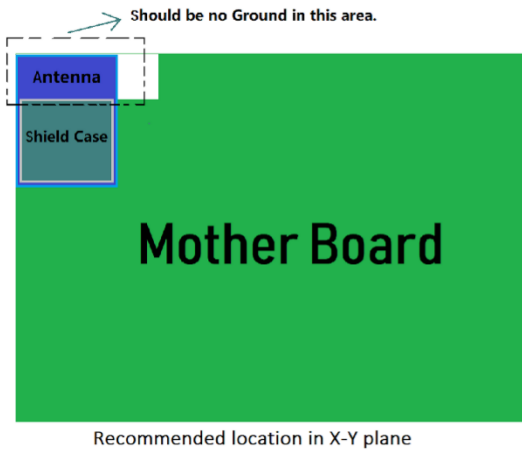 Should be no Ground in this area.
Antenna
Shield Case
Mother Board
Recommended location in X-Y plane